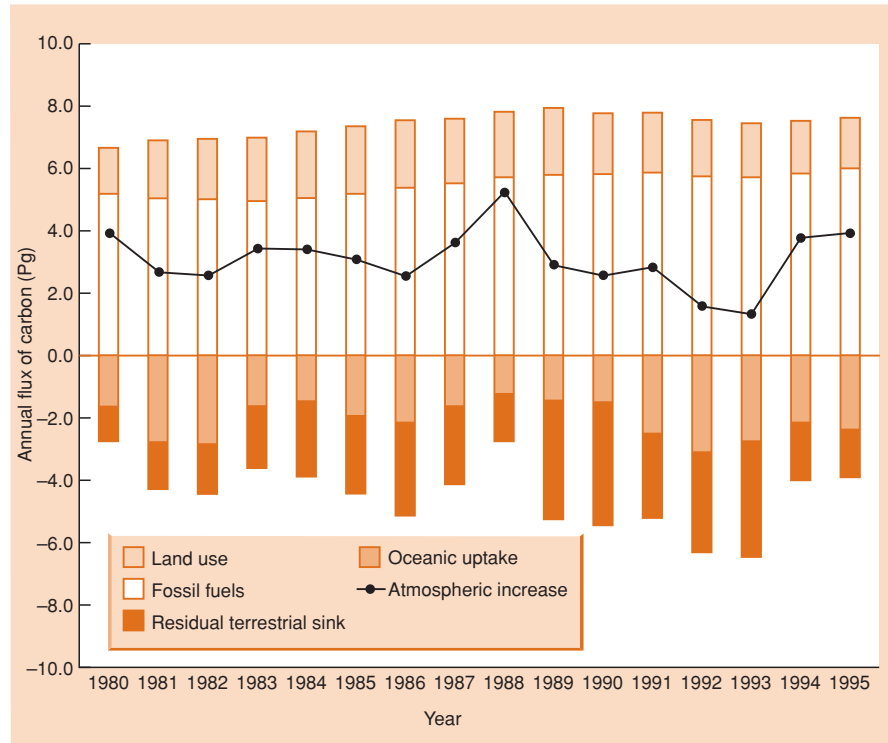 Annual flux of carbon (Pg)
10.0
8.0
6.0
4.0
2.0
0.0
–2.0
–4.0
–6.0
–8.0
–10.0
Land use
Fossil fuels
Residual terrestrial sink
Oceanic uptake
Atmospheric increase
1980 1981 1982 1983 1984 1985 1986 1987 1988 1989 1990 1991 1992 1993 1994 1995
Year